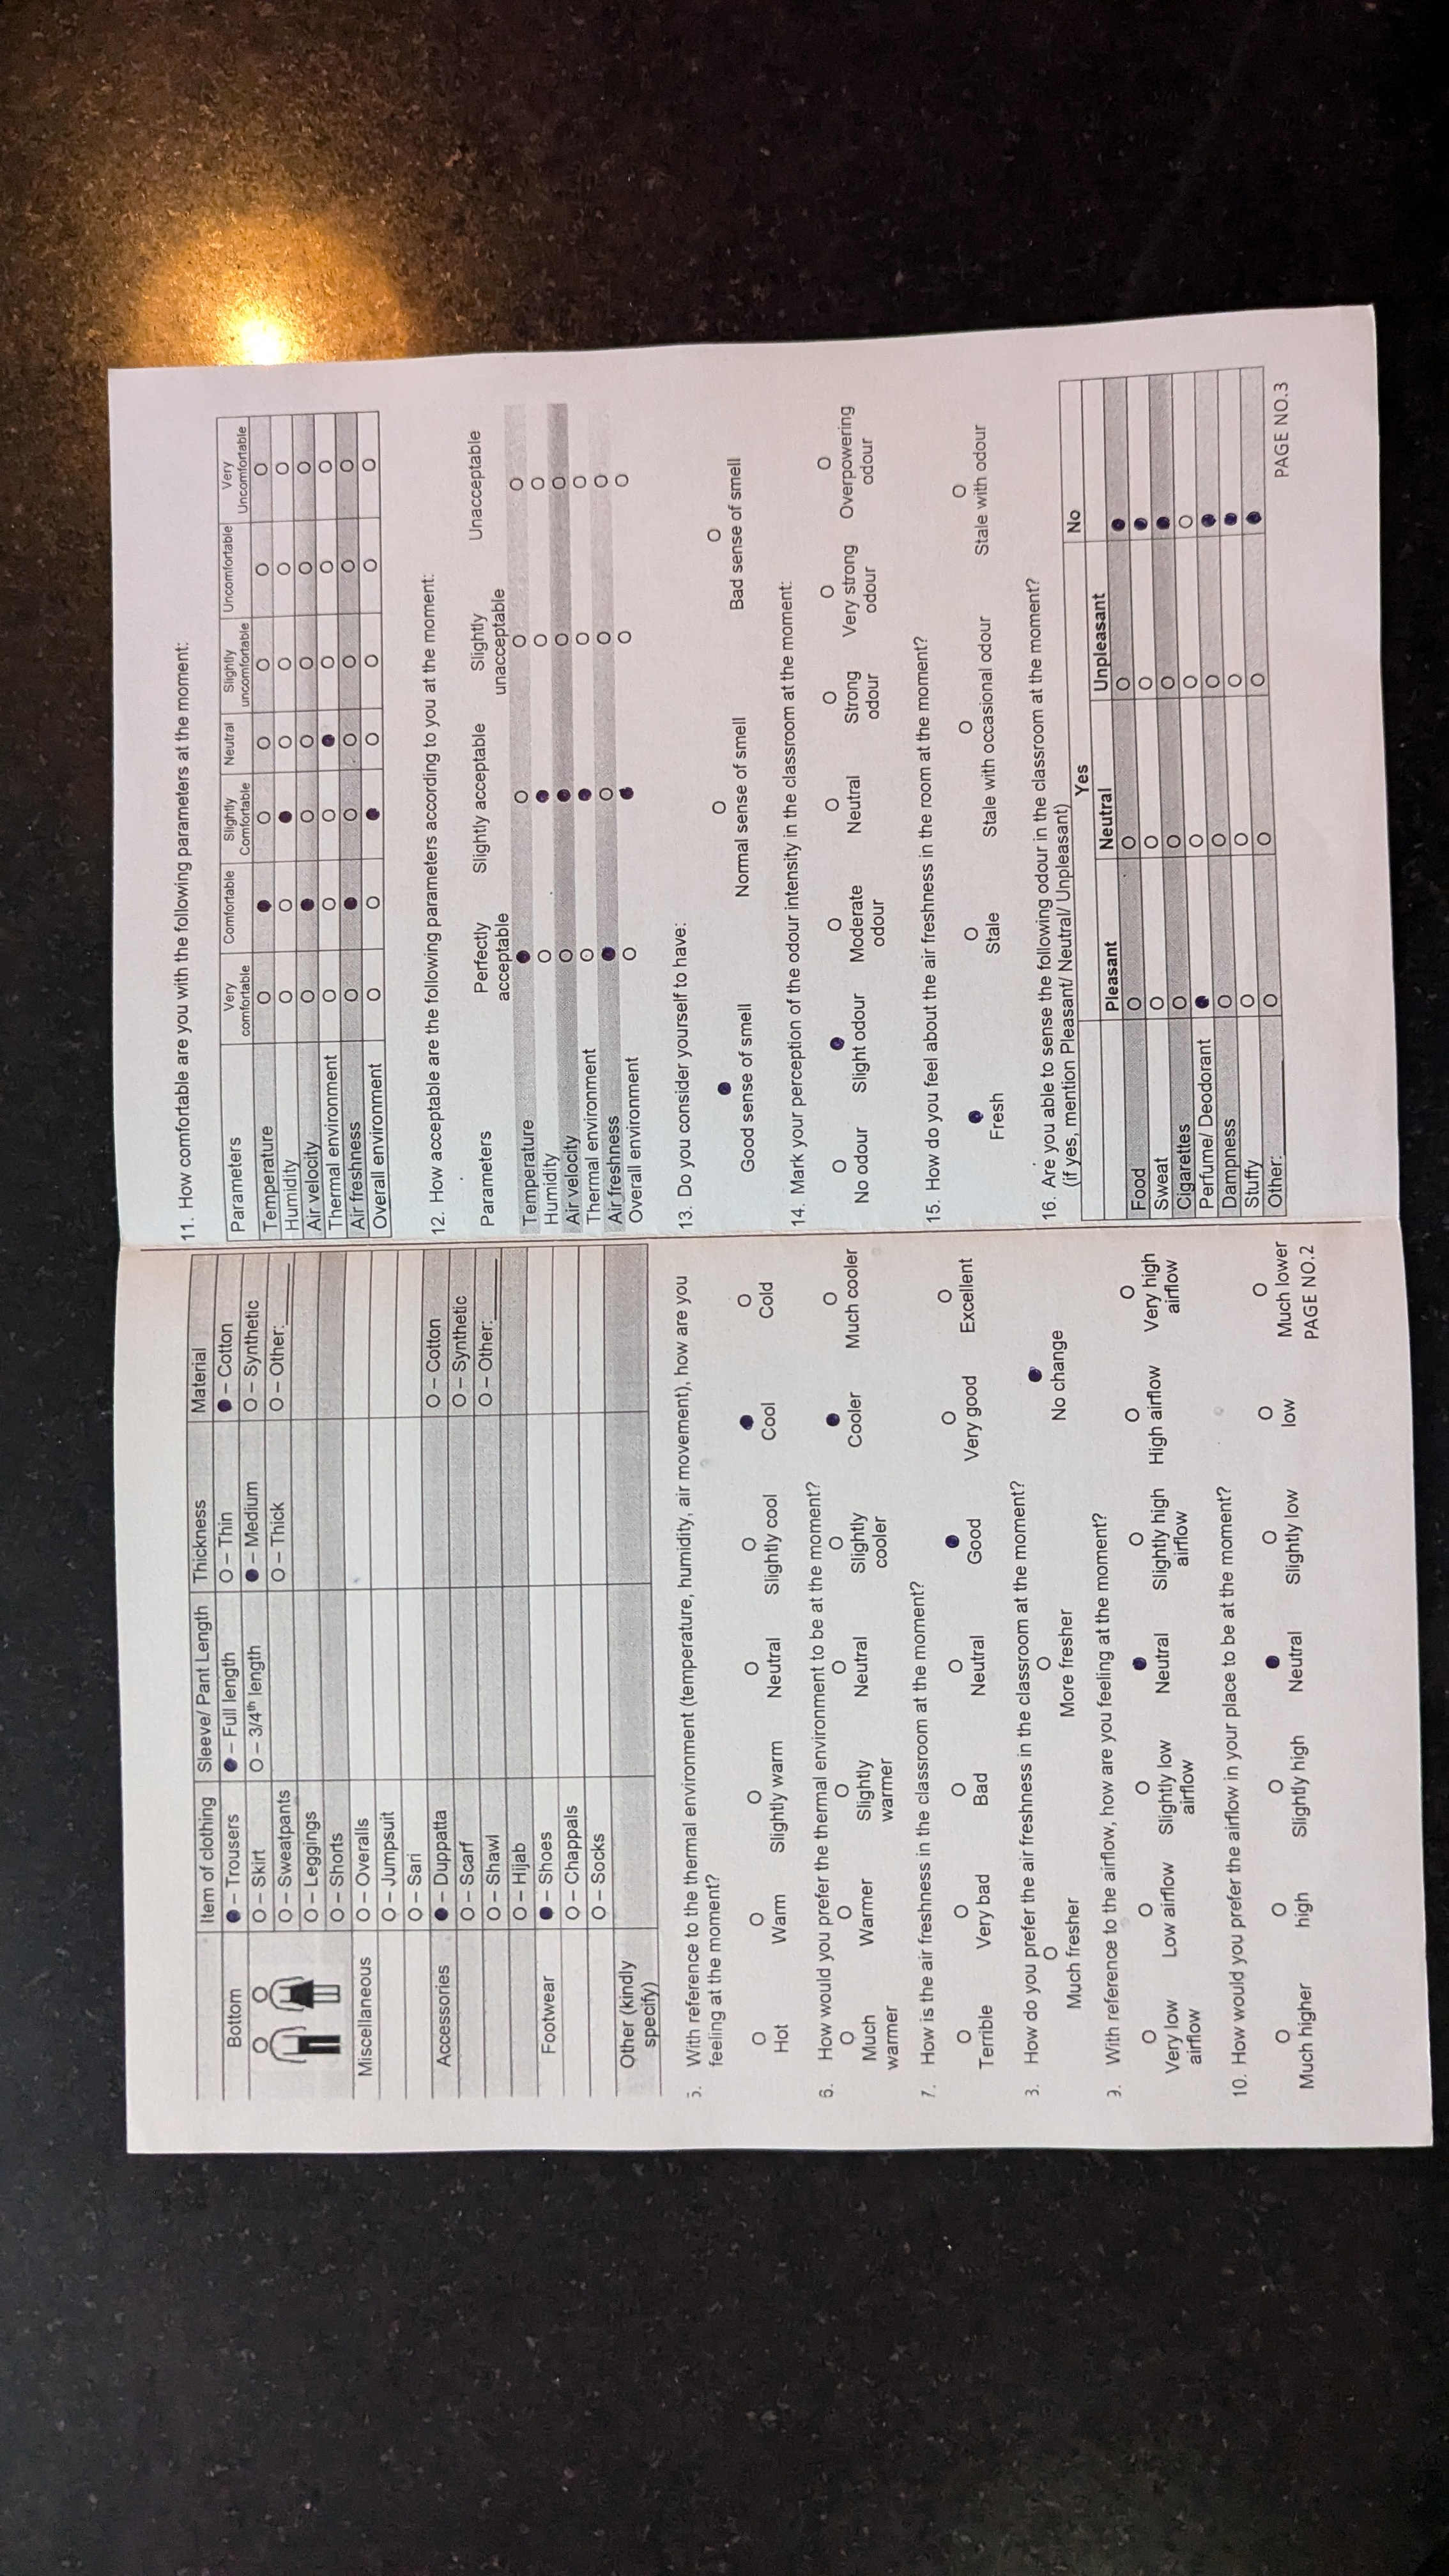 Item of clothing Sleeve/ Pant Length Thickness Material
Bottom ● – Trousers ● – Full length O – Thin ● – Cotton
O – Skirt O – 3/4th length ● – Medium O – Synthetic
O – Sweatpants O – Thick O – Other:______
O – Leggings
O – Shorts
Miscellaneous O – Overalls
O – Jumpsuit
O – Sari
Accessories ● – Duppatta O – Cotton
O – Scarf O – Synthetic
O – Shawl O – Other:______
O – Hijab
Footwear ● – Shoes
O – Chappals
O – Socks
Other (kindly
specify)
5. With reference to the thermal environment (temperature, humidity, air movement), how are you
feeling at the moment?
O O O O O ● O
Hot Warm Slightly warm Neutral Slightly cool Cool Cold
6. How would you prefer the thermal environment to be at the moment?
O O O O O ● O
Much Warmer Slightly Neutral Slightly Cooler Much cooler
warmer warmer cooler
7. How is the air freshness in the classroom at the moment?
O O O O ● O O
Terrible Very bad Bad Neutral Good Very good Excellent
3. How do you prefer the air freshness in the classroom at the moment?
O O ●
Much fresher More fresher No change
9. With reference to the airflow, how are you feeling at the moment?
O O O ● O O O
Very low Low airflow Slightly low Neutral Slightly high High airflow Very high
airflow airflow airflow airflow
10. How would you prefer the airflow in your place to be at the moment?
O O O ● O O O
Much higher high Slightly high Neutral Slightly low low Much lower
PAGE NO.2
11. How comfortable are you with the following parameters at the moment:
Parameters Very Comfortable Slightly Neutral Slightly Uncomfortable Very
comfortable Comfortable uncomfortable Uncomfortable
Temperature O ● O O O O O
Humidity O O ● O O O O
Air velocity O ● O O O O O
Thermal environment O O O ● O O O
Air freshness O ● O O O O O
Overall environment O O ● O O O O
12. How acceptable are the following parameters according to you at the moment:
Parameters Perfectly Slightly acceptable Slightly Unacceptable
acceptable unacceptable
Temperature ● O O O
Humidity O ● O O
Air velocity O ● O O
Thermal environment O ● O O
Air freshness ● O O O
Overall environment O ● O O
13. Do you consider yourself to have:
● O O
Good sense of smell Normal sense of smell Bad sense of smell
14. Mark your perception of the odour intensity in the classroom at the moment:
O ● O O O O O
No odour Slight odour Moderate Neutral Strong Very strong Overpowering
odour odour odour odour
15. How do you feel about the air freshness in the room at the moment?
● O O O
Fresh Stale Stale with occasional odour Stale with odour
16. Are you able to sense the following odour in the classroom at the moment?
(if yes, mention Pleasant/ Neutral/ Unpleasant)
Yes No
Pleasant Neutral Unpleasant
Food O O O ●
Sweat O O O ●
Cigarettes O O O ●
Perfume/ Deodorant ● O O O
Dampness O O O ●
Stuffy O O O ●
Other:______ O O O ●
PAGE NO.3